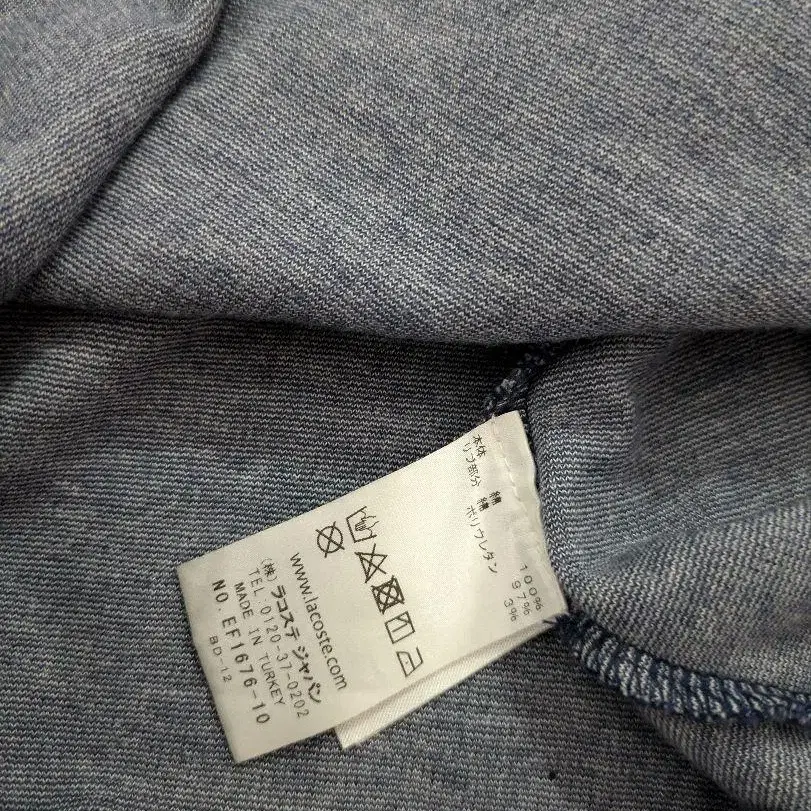 本体 綿 100%
リブ部分 綿 97%
ポリウレタン 3%
www.lacoste.com
(株) ラコステ ジャパン
TEL 0120-37-0202
MADE IN TURKEY
NO. EF1676-10
BD-12